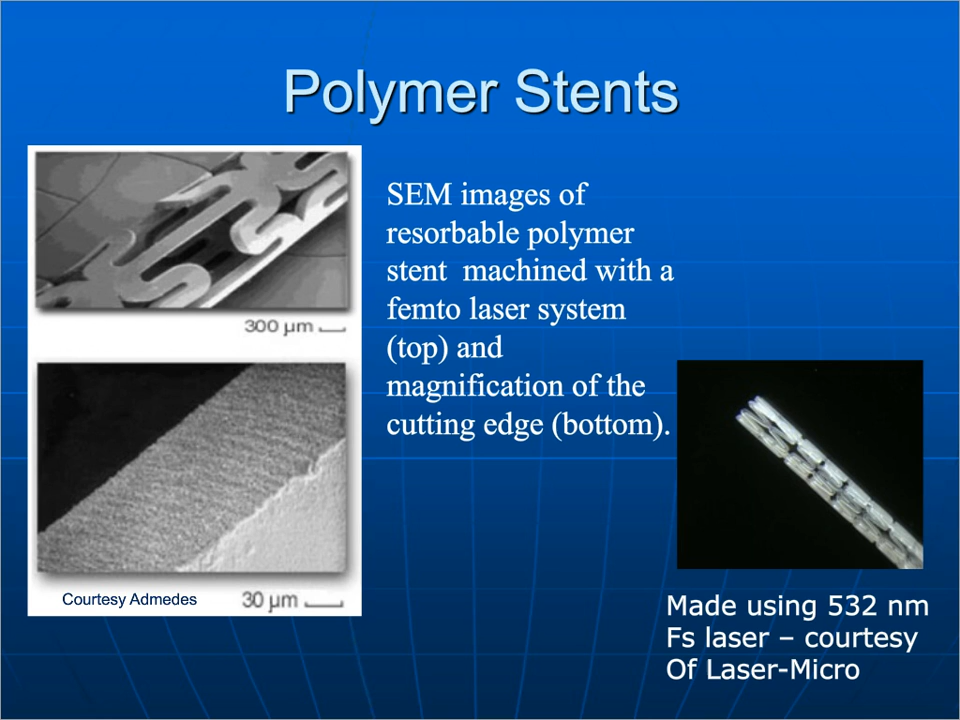 Polymer Stents
300 µm
30 µm
Courtesy Admedes
SEM images of
resorbable polymer
stent  machined with a
femto laser system
(top) and
magnification of the
cutting edge (bottom).
Made using 532 nm
Fs laser – courtesy
Of Laser-Micro